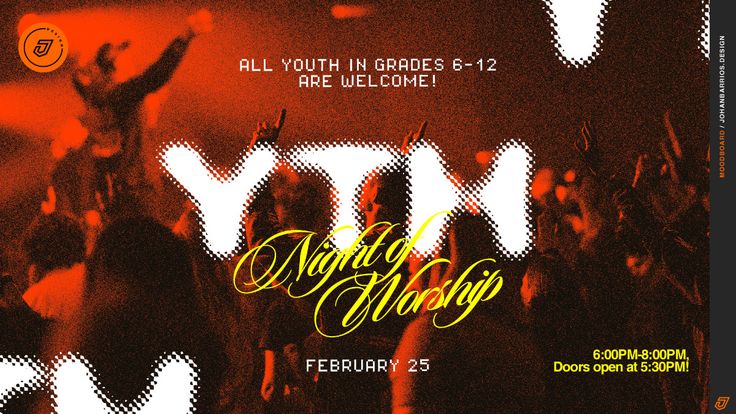 ALL YOUTH IN GRADES 6-12
ARE WELCOME!
YTH
Night of
Worship
FEBRUARY 25
6:00PM-8:00PM,
Doors open at 5:30PM!
MOODBOARD / JOHANBARRIOS.DESIGN